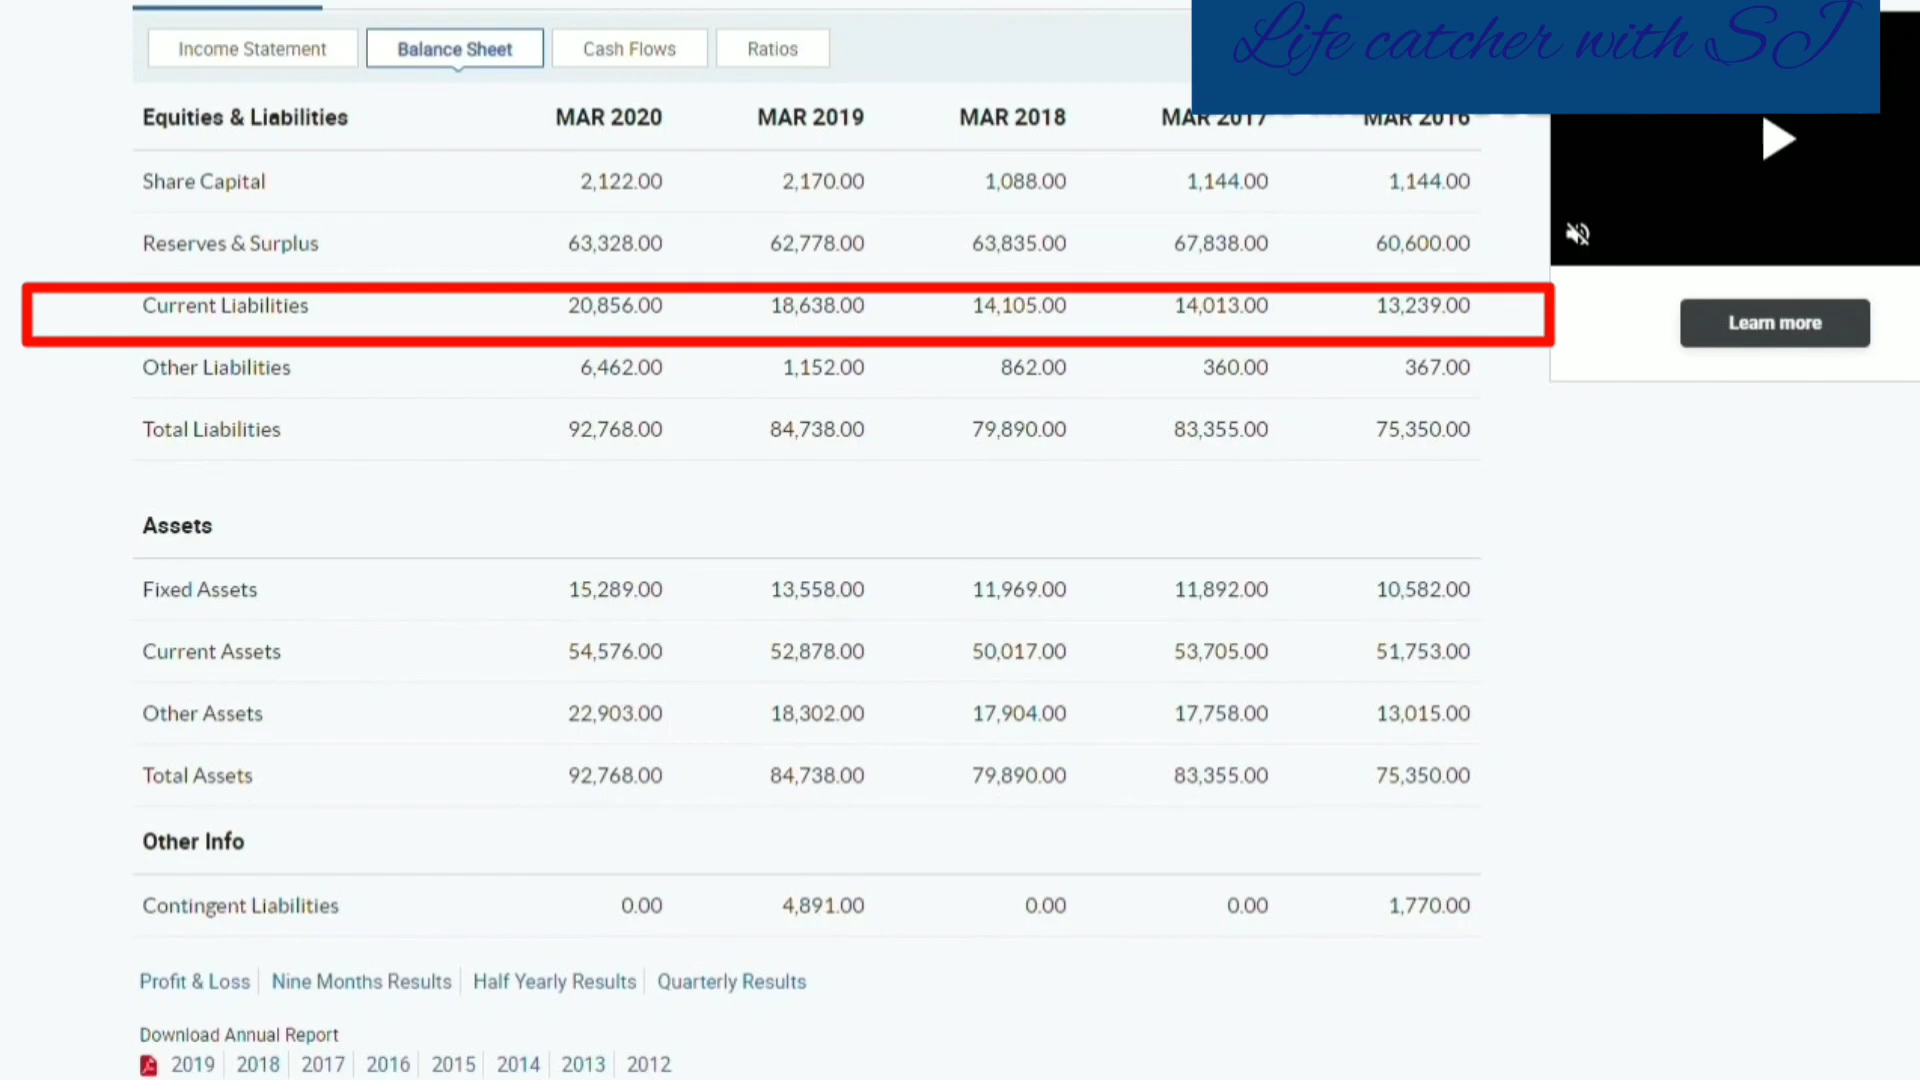 Life catcher with SJ
Income Statement Balance Sheet Cash Flows Ratios
Equities & Liabilities MAR 2020 MAR 2019 MAR 2018 MAR 2017 MAR 2016
Share Capital 2,122.00 2,170.00 1,088.00 1,144.00 1,144.00
Reserves & Surplus 63,328.00 62,778.00 63,835.00 67,838.00 60,600.00
Current Liabilities 20,856.00 18,638.00 14,105.00 14,013.00 13,239.00
Learn more
Other Liabilities 6,462.00 1,152.00 862.00 360.00 367.00
Total Liabilities 92,768.00 84,738.00 79,890.00 83,355.00 75,350.00
Assets
Fixed Assets 15,289.00 13,558.00 11,969.00 11,892.00 10,582.00
Current Assets 54,576.00 52,878.00 50,017.00 53,705.00 51,753.00
Other Assets 22,903.00 18,302.00 17,904.00 17,758.00 13,015.00
Total Assets 92,768.00 84,738.00 79,890.00 83,355.00 75,350.00
Other Info
Contingent Liabilities 0.00 4,891.00 0.00 0.00 1,770.00
Profit & Loss Nine Months Results Half Yearly Results Quarterly Results
Download Annual Report
2019 2018 2017 2016 2015 2014 2013 2012